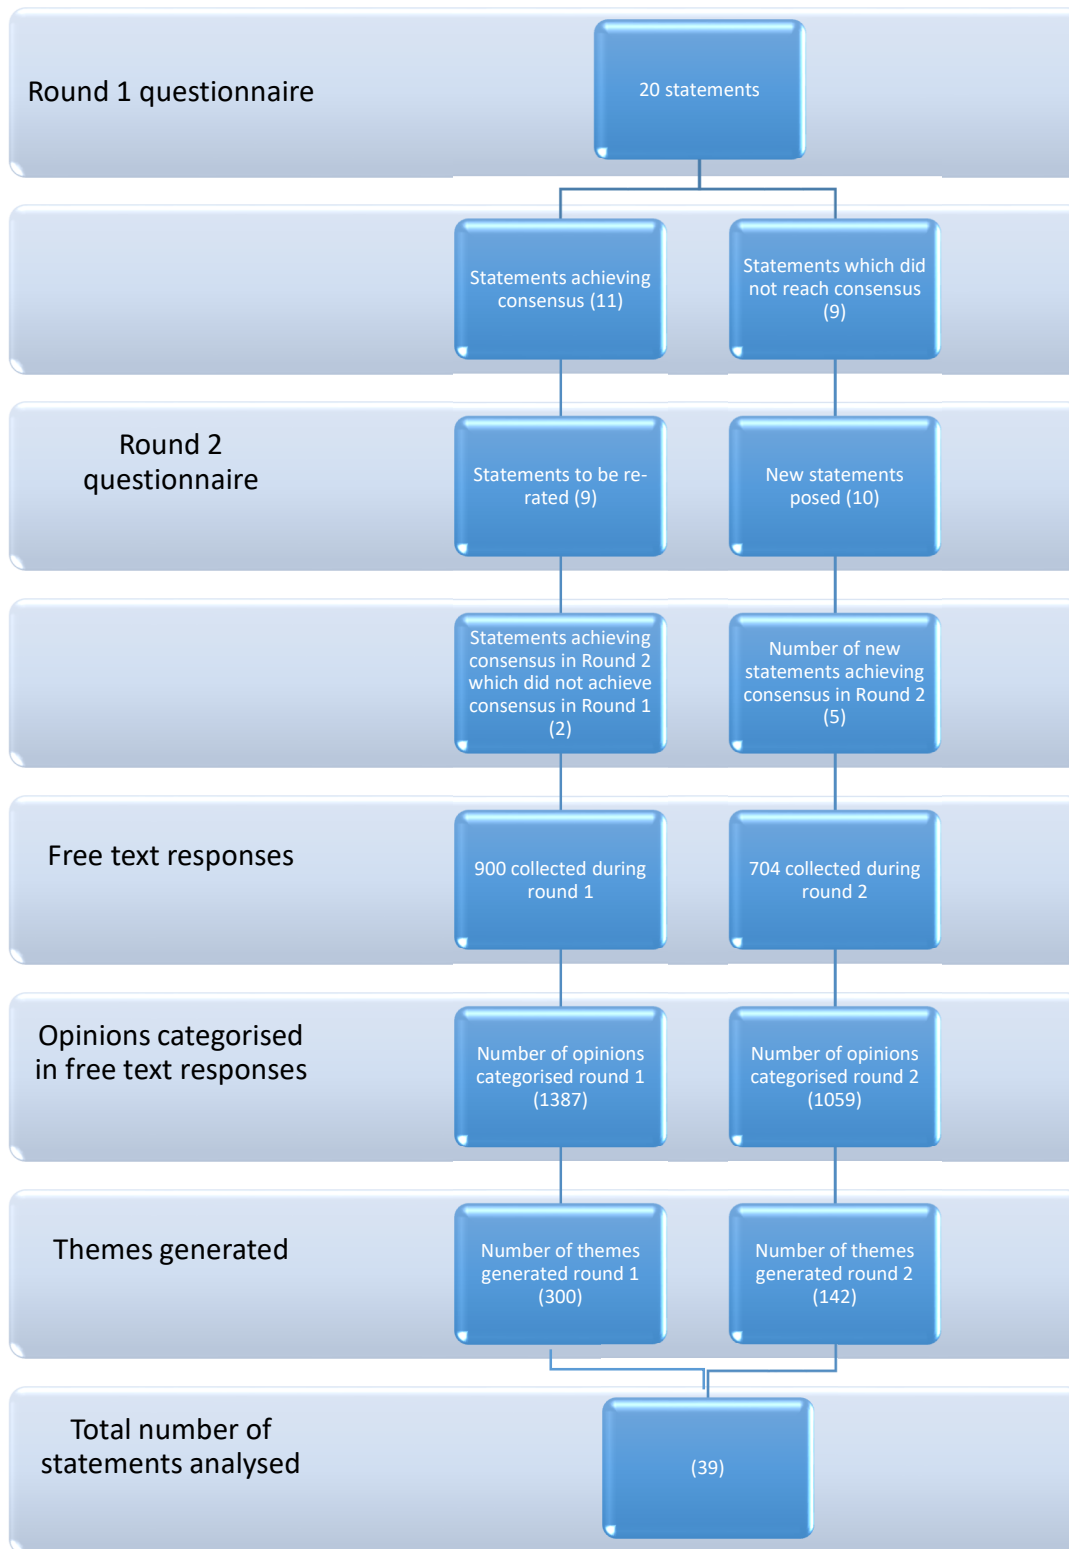 Round 1 questionnaire
20 statements
Statements achieving
consensus (11)
Statements which did
not reach consensus
(9)
Round 2
questionnaire
Statements to be re-
rated (9)
New statements
posed (10)
Statements achieving
consensus in Round 2
which did not achieve
consensus in Round 1
(2)
Number of new
statements achieving
consensus in Round 2
(5)
Free text responses
900 collected during
round 1
704 collected during
round 2
Opinions categorised
in free text responses
Number of opinions
categorised round 1
(1387)
Number of opinions
categorised round 2
(1059)
Themes generated
Number of themes
generated round 1
(300)
Number of themes
generated round 2
(142)
Total number of
statements analysed
(39)